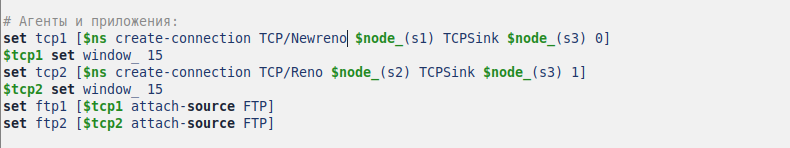 # Агенты и приложения:
set tcp1 [$ns create-connection TCP/Newreno $node_(s1) TCPSink $node_(s3) 0]
$tcp1 set window_ 15
set tcp2 [$ns create-connection TCP/Reno $node_(s2) TCPSink $node_(s3) 1]
$tcp2 set window_ 15
set ftp1 [$tcp1 attach-source FTP]
set ftp2 [$tcp2 attach-source FTP]